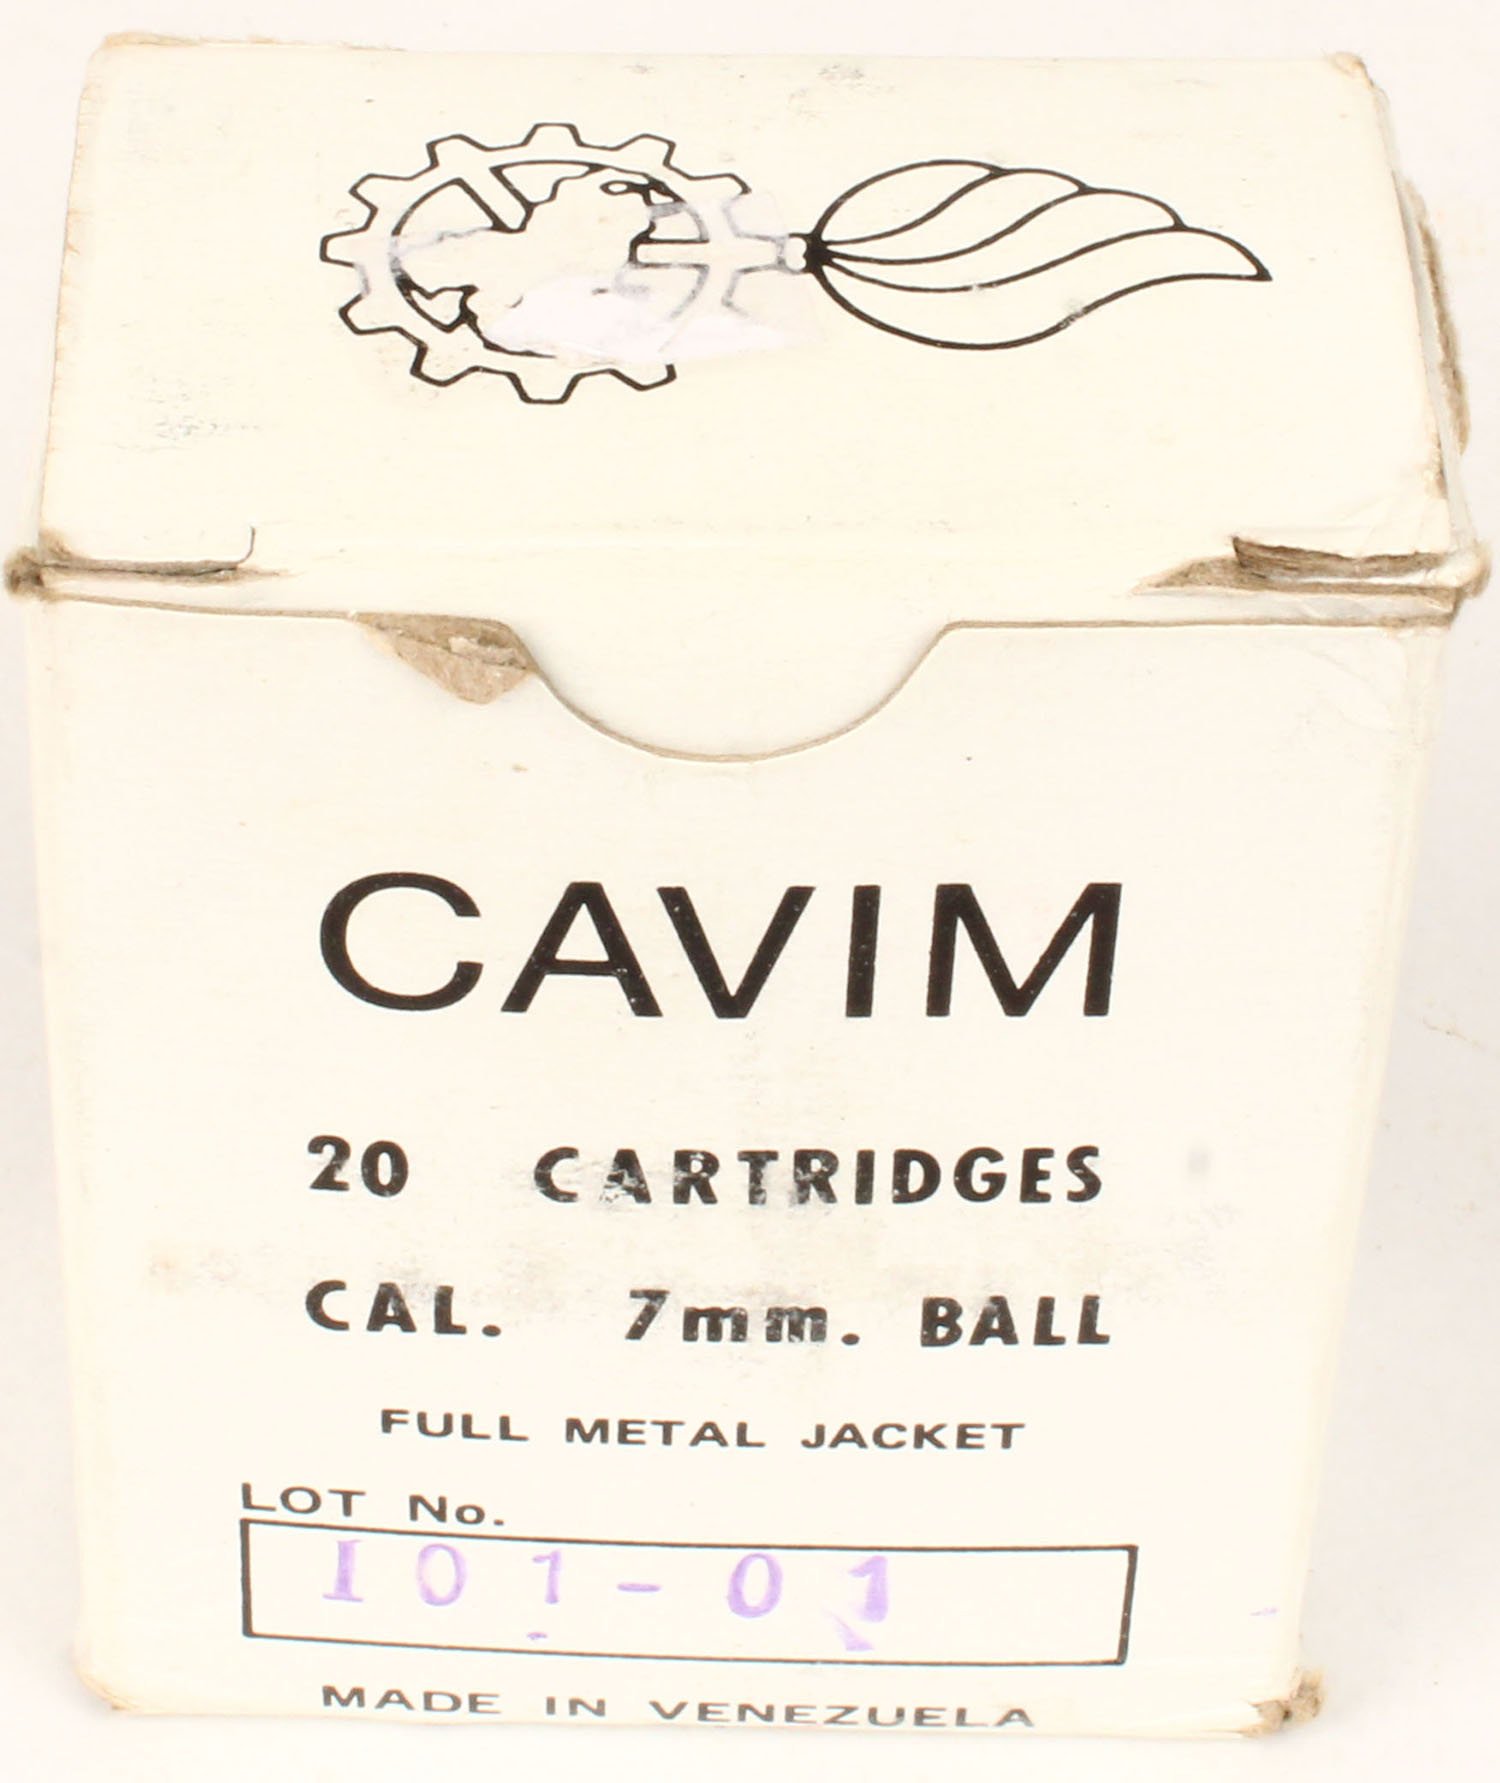 CAVIM
20 CARTRIDGES
CAL. 7mm. BALL
FULL METAL JACKET
LOT No.
101-01
MADE IN VENEZUELA